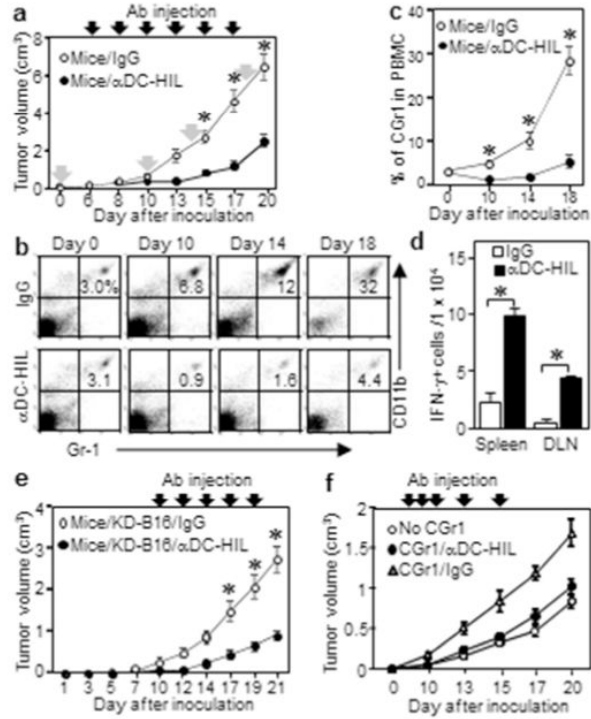 a
Ab injection
Mice/IgG
Mice/αDC-HIL
Tumor volume (cm³)
8
6
4
2
0
0 6 8 10 13 15 17 20
Day after inoculation
c
Mice/IgG
Mice/αDC-HIL
% of CGr1 in PBMC
40
30
20
10
0
0 10 14 18
Day after inoculation
b
Day 0 Day 10 Day 14 Day 18
IgG
3.0% 6.8 12 32
αDC-HIL
3.1 0.9 1.6 4.4
CD11b
Gr-1
d
IgG
αDC-HIL
IFN-γ+ cells /1 x 10⁴
15
10
5
0
Spleen DLN
e
Ab injection
Mice/KD-B16/IgG
Mice/KD-B16/αDC-HIL
Tumor volume (cm³)
4
3
2
1
0
1 3 5 7 10 12 14 17 19 21
Day after inoculation
f
Ab injection
No CGr1
CGr1/αDC-HIL
CGr1/IgG
Tumor volume (cm³)
2
1.5
1
0.5
0
0 10 13 15 17 20
Day after inoculation